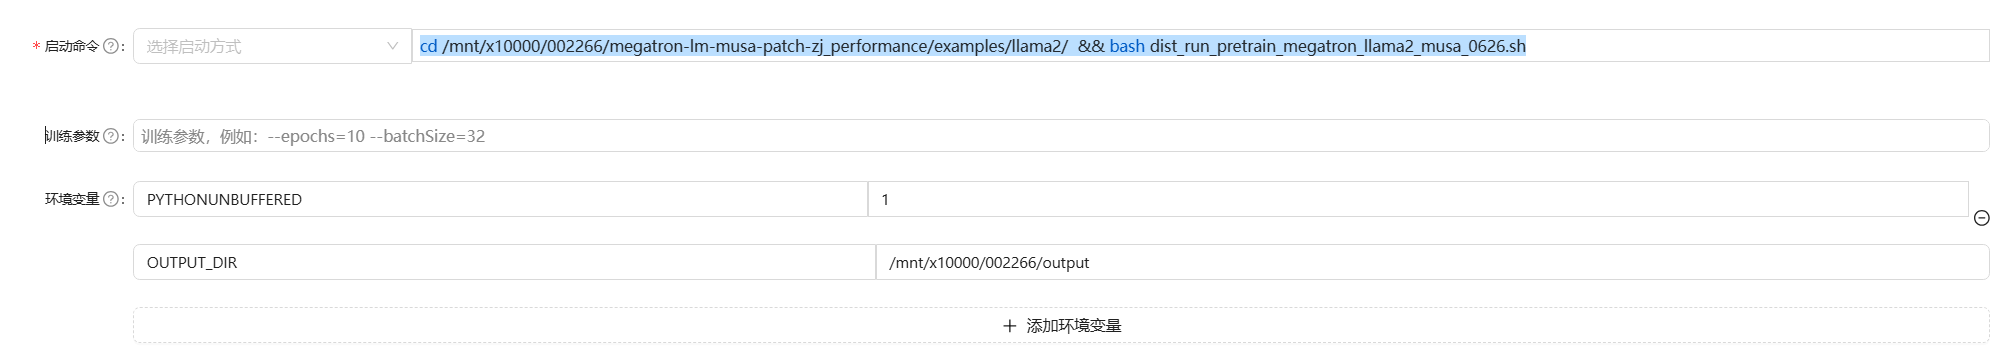 * 启动命令 ? : 选择启动方式 cd /mnt/x10000/002266/megatron-lm-musa-patch-zj_performance/examples/llama2/  && bash dist_run_pretrain_megatron_llama2_musa_0626.sh
训练参数 ? : 训练参数，例如：--epochs=10 --batchSize=32
环境变量 ? : PYTHONUNBUFFERED 1
OUTPUT_DIR /mnt/x10000/002266/output
+ 添加环境变量